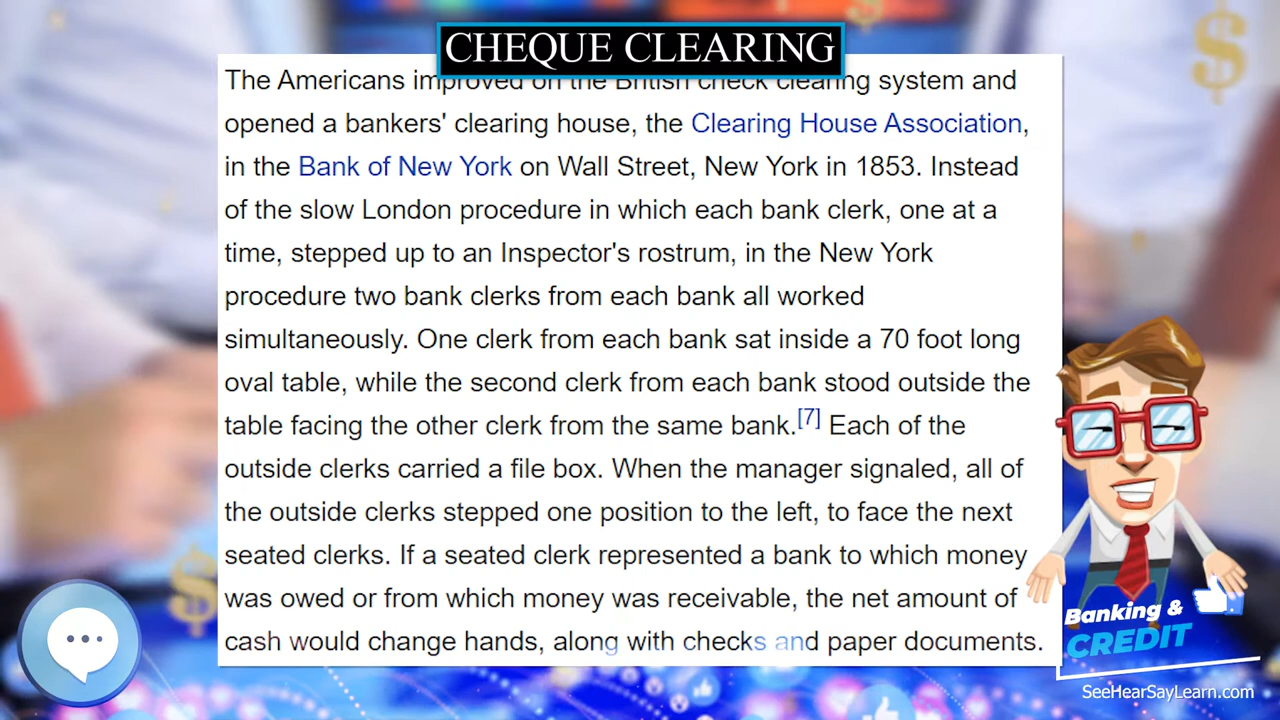 CHEQUE CLEARING
The Americans improved on the British check clearing system and
opened a bankers' clearing house, the Clearing House Association,
in the Bank of New York on Wall Street, New York in 1853. Instead
of the slow London procedure in which each bank clerk, one at a
time, stepped up to an Inspector's rostrum, in the New York
procedure two bank clerks from each bank all worked
simultaneously. One clerk from each bank sat inside a 70 foot long
oval table, while the second clerk from each bank stood outside the
table facing the other clerk from the same bank.[7] Each of the
outside clerks carried a file box. When the manager signaled, all of
the outside clerks stepped one position to the left, to face the next
seated clerks. If a seated clerk represented a bank to which money
was owed or from which money was receivable, the net amount of
cash would change hands, along with checks and paper documents.
Banking &
CREDIT
SeeHearSayLearn.com